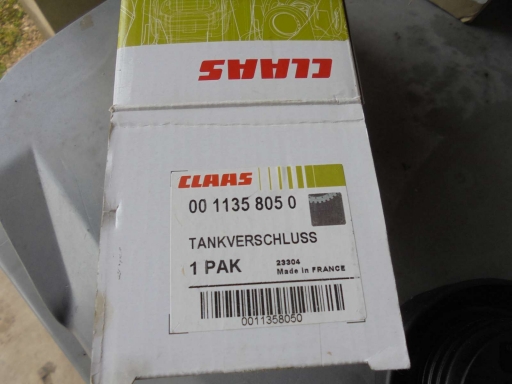 CLAAS
CLAAS
00 1135 805 0
TANKVERSCHLUSS
1 PAK
23304
Made in FRANCE
0011358050